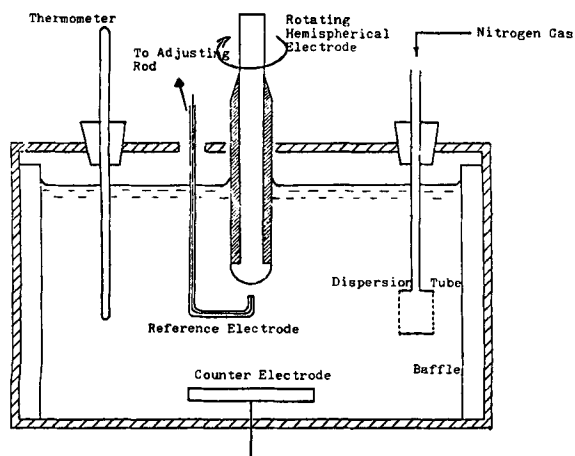 Thermometer
Rotating
Hemispherical
Electrode
Nitrogen Gas
To Adjusting
Rod
Dispersion Tube
Reference Electrode
Baffle
Counter Electrode